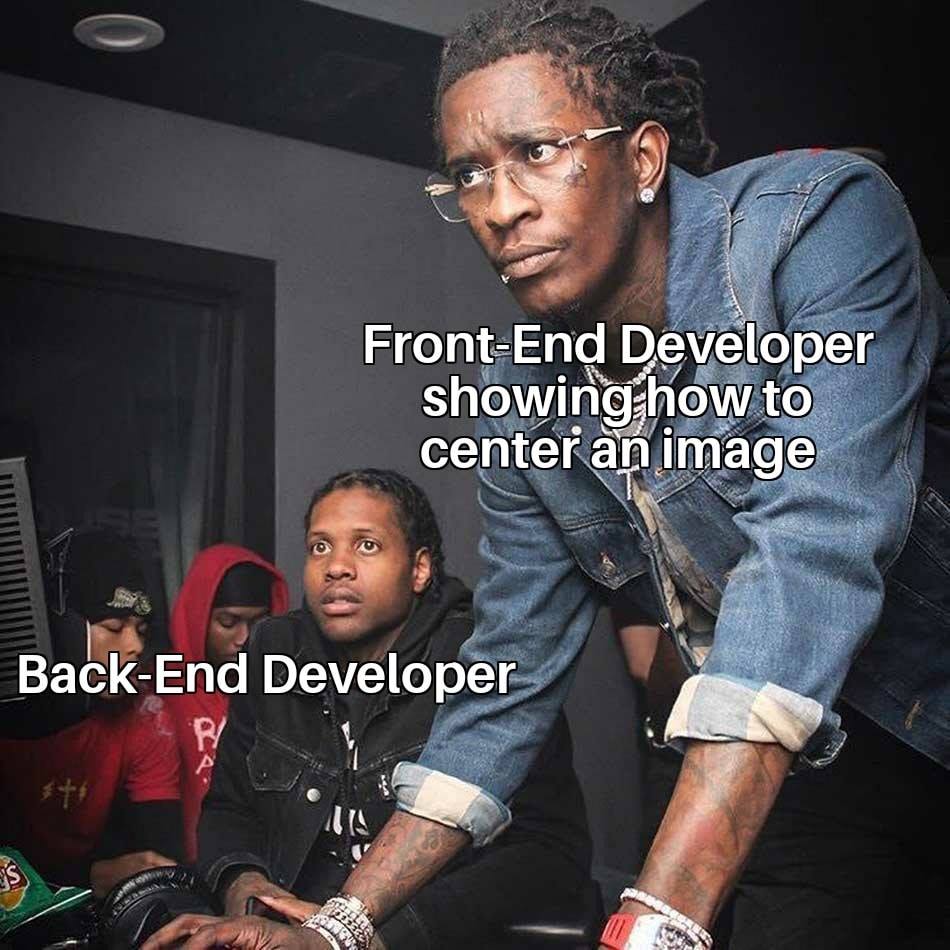 Front-End Developer
showing how to
center an image
Back-End Developer